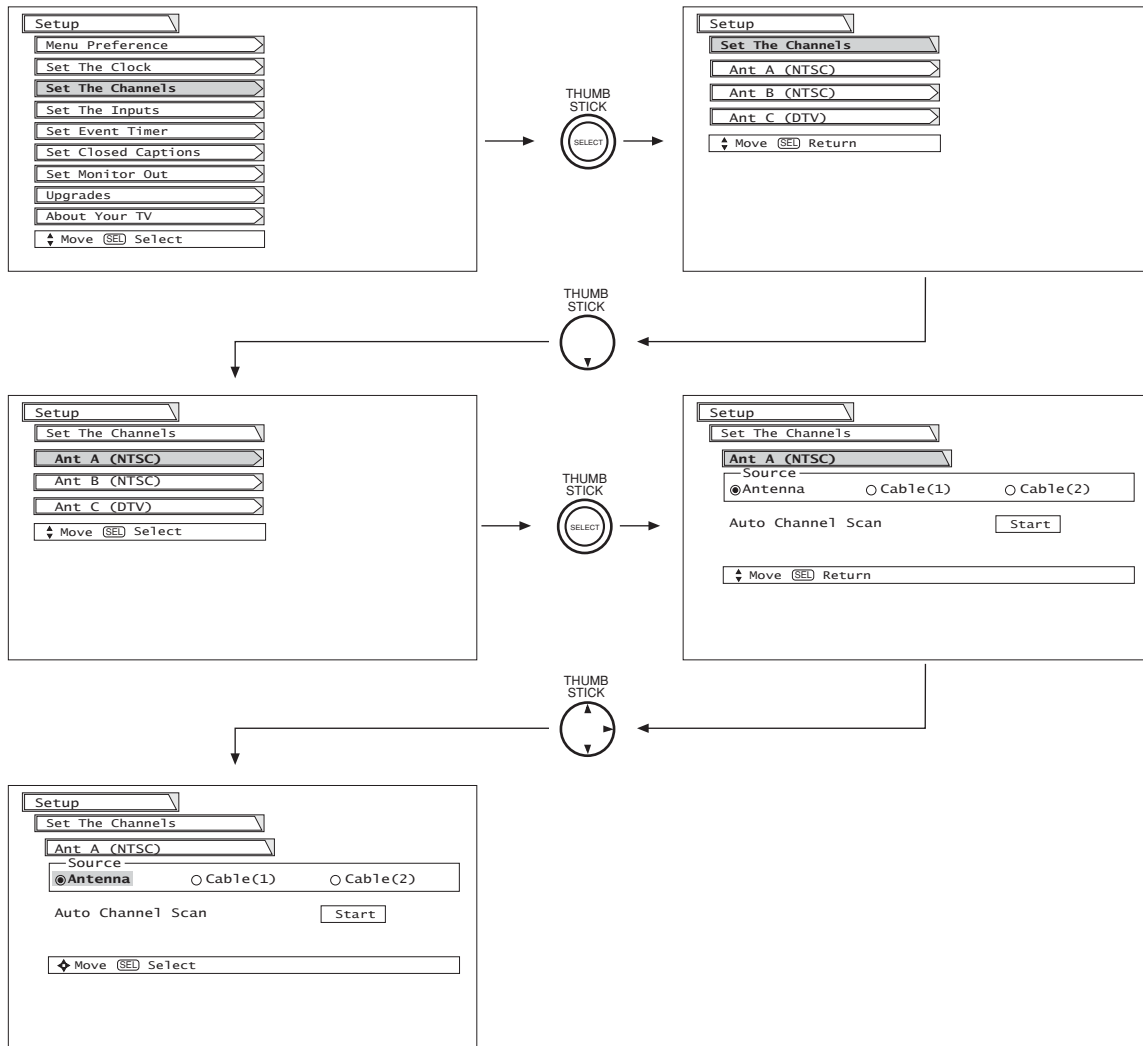 Setup
Menu Preference
Set The Clock
Set The Channels
Set The Inputs
Set Event Timer
Set Closed Captions
Set Monitor Out
Upgrades
About Your TV
Move SEL Select
THUMB
STICK
SELECT
Setup
Set The Channels
Ant A (NTSC)
Ant B (NTSC)
Ant C (DTV)
Move SEL Return
THUMB
STICK
Setup
Set The Channels
Ant A (NTSC)
Ant B (NTSC)
Ant C (DTV)
Move SEL Select
THUMB
STICK
SELECT
Setup
Set The Channels
Ant A (NTSC)
Source
Antenna Cable(1) Cable(2)
Auto Channel Scan Start
Move SEL Return
THUMB
STICK
Setup
Set The Channels
Ant A (NTSC)
Source
Antenna Cable(1) Cable(2)
Auto Channel Scan Start
Move SEL Select